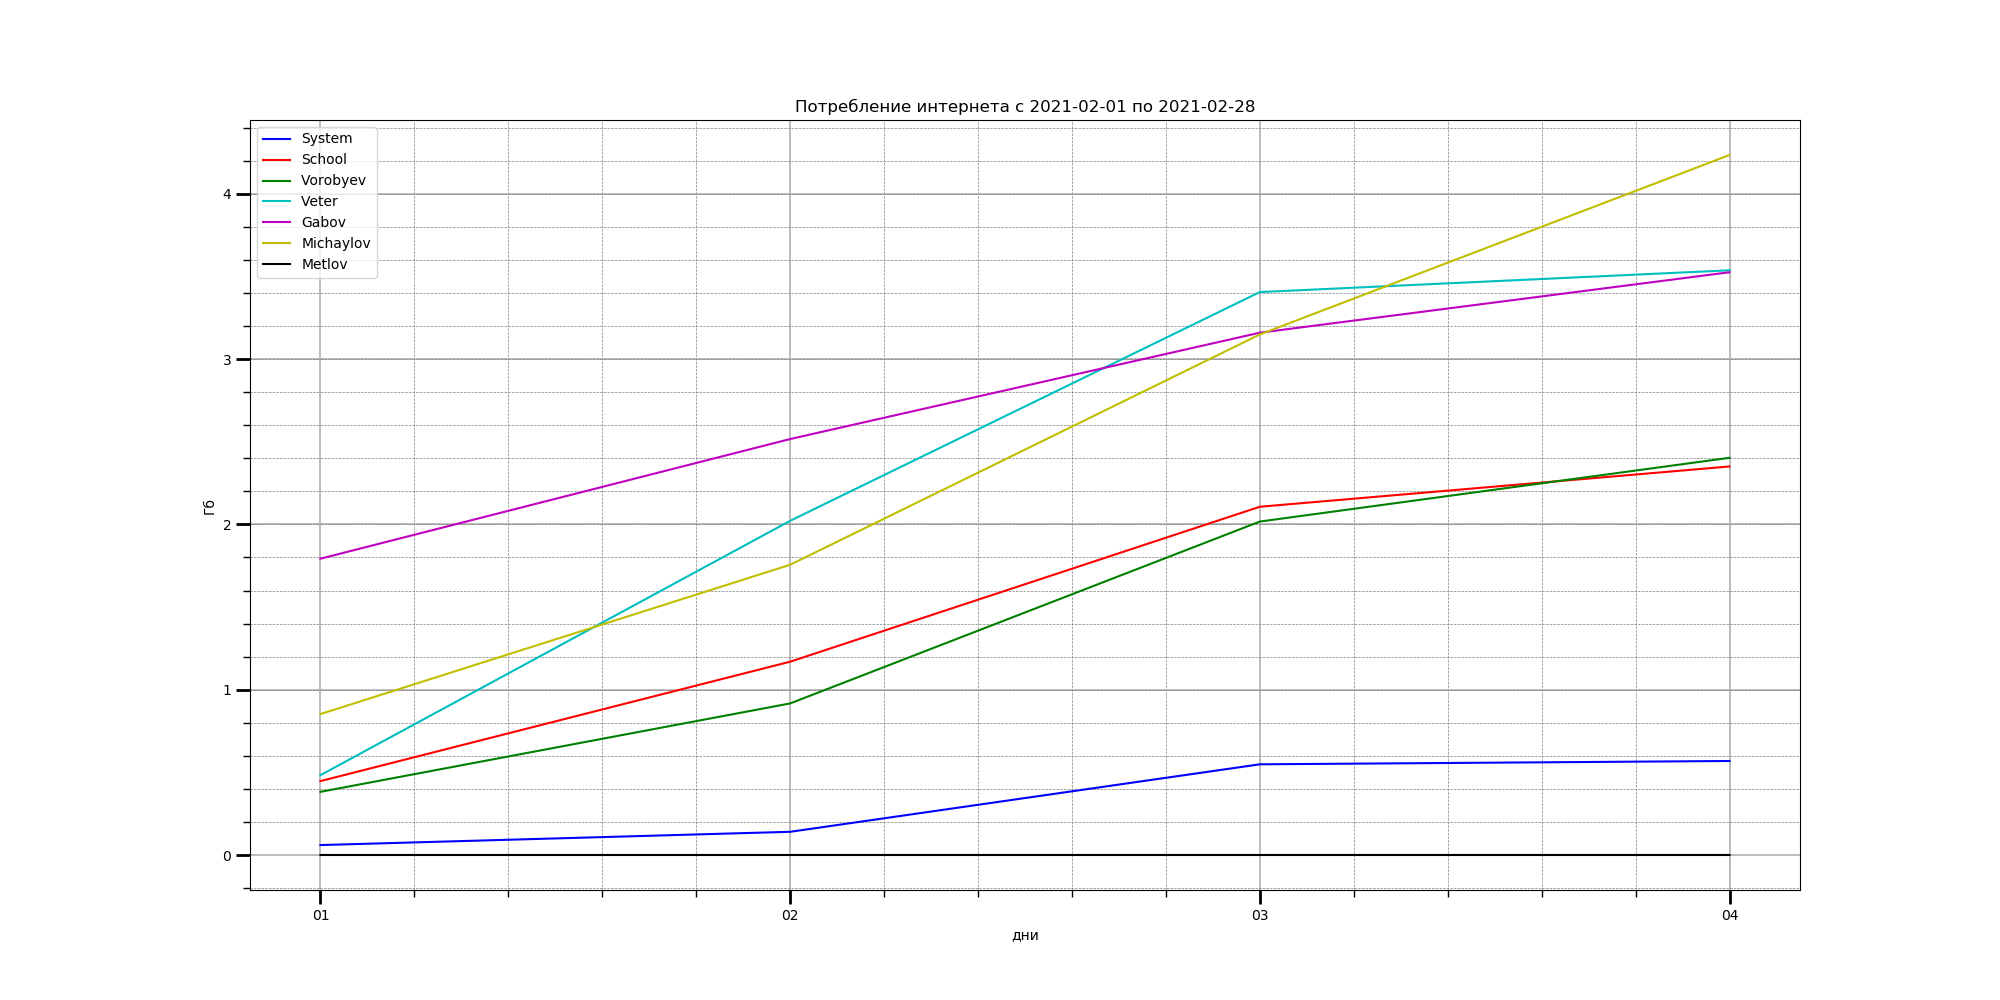 Потребление интернета с 2021-02-01 по 2021-02-28
System
School
Vorobyev
Veter
Gabov
Michaylov
Metlov
4
3
2
1
0
Гб
01 02 03 04
дни